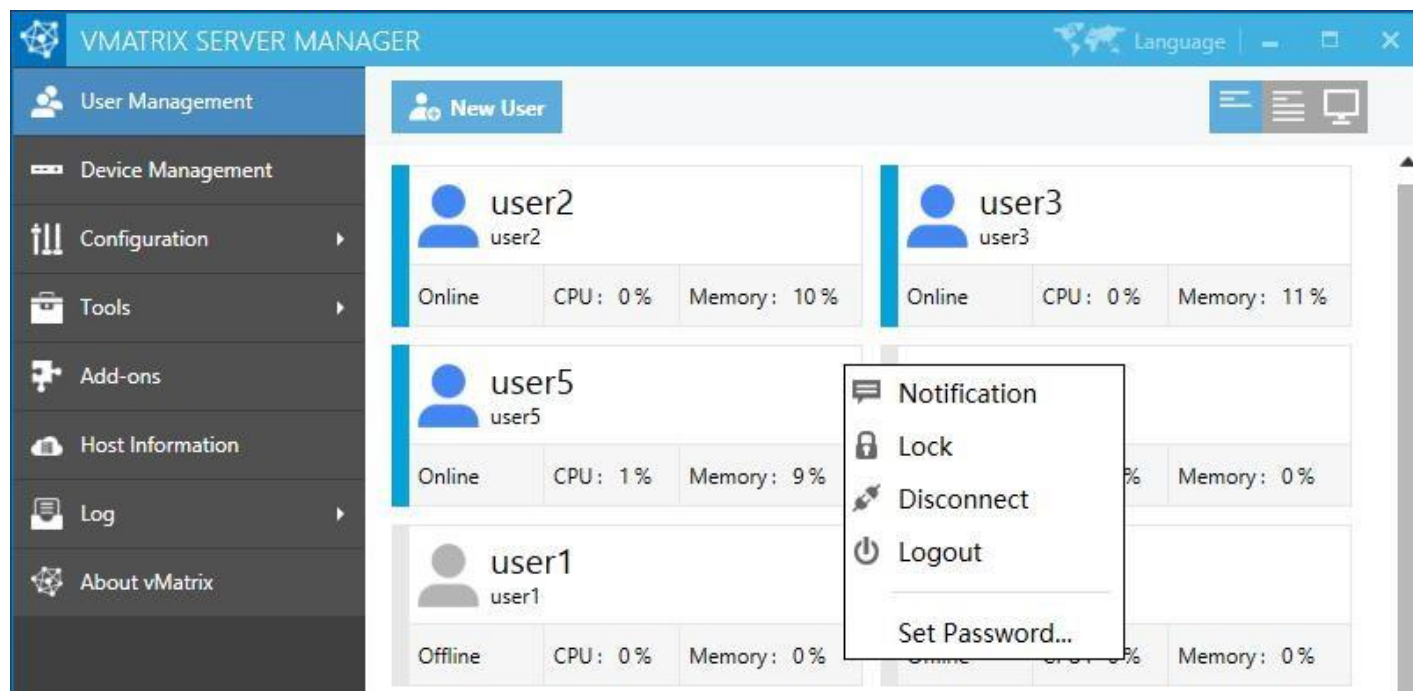 VMATRIX SERVER MANAGER
Language
User Management
New User
Device Management
Configuration
Tools
Add-ons
Host Information
Log
About vMatrix
user2
user2
Online CPU: 0% Memory: 10%
user3
user3
Online CPU: 0% Memory: 11%
user5
user5
Online CPU: 1% Memory: 9%
% Memory: 0%
user1
user1
Offline CPU: 0% Memory: 0%
% Memory: 0%
Notification
Lock
Disconnect
Logout
Set Password...